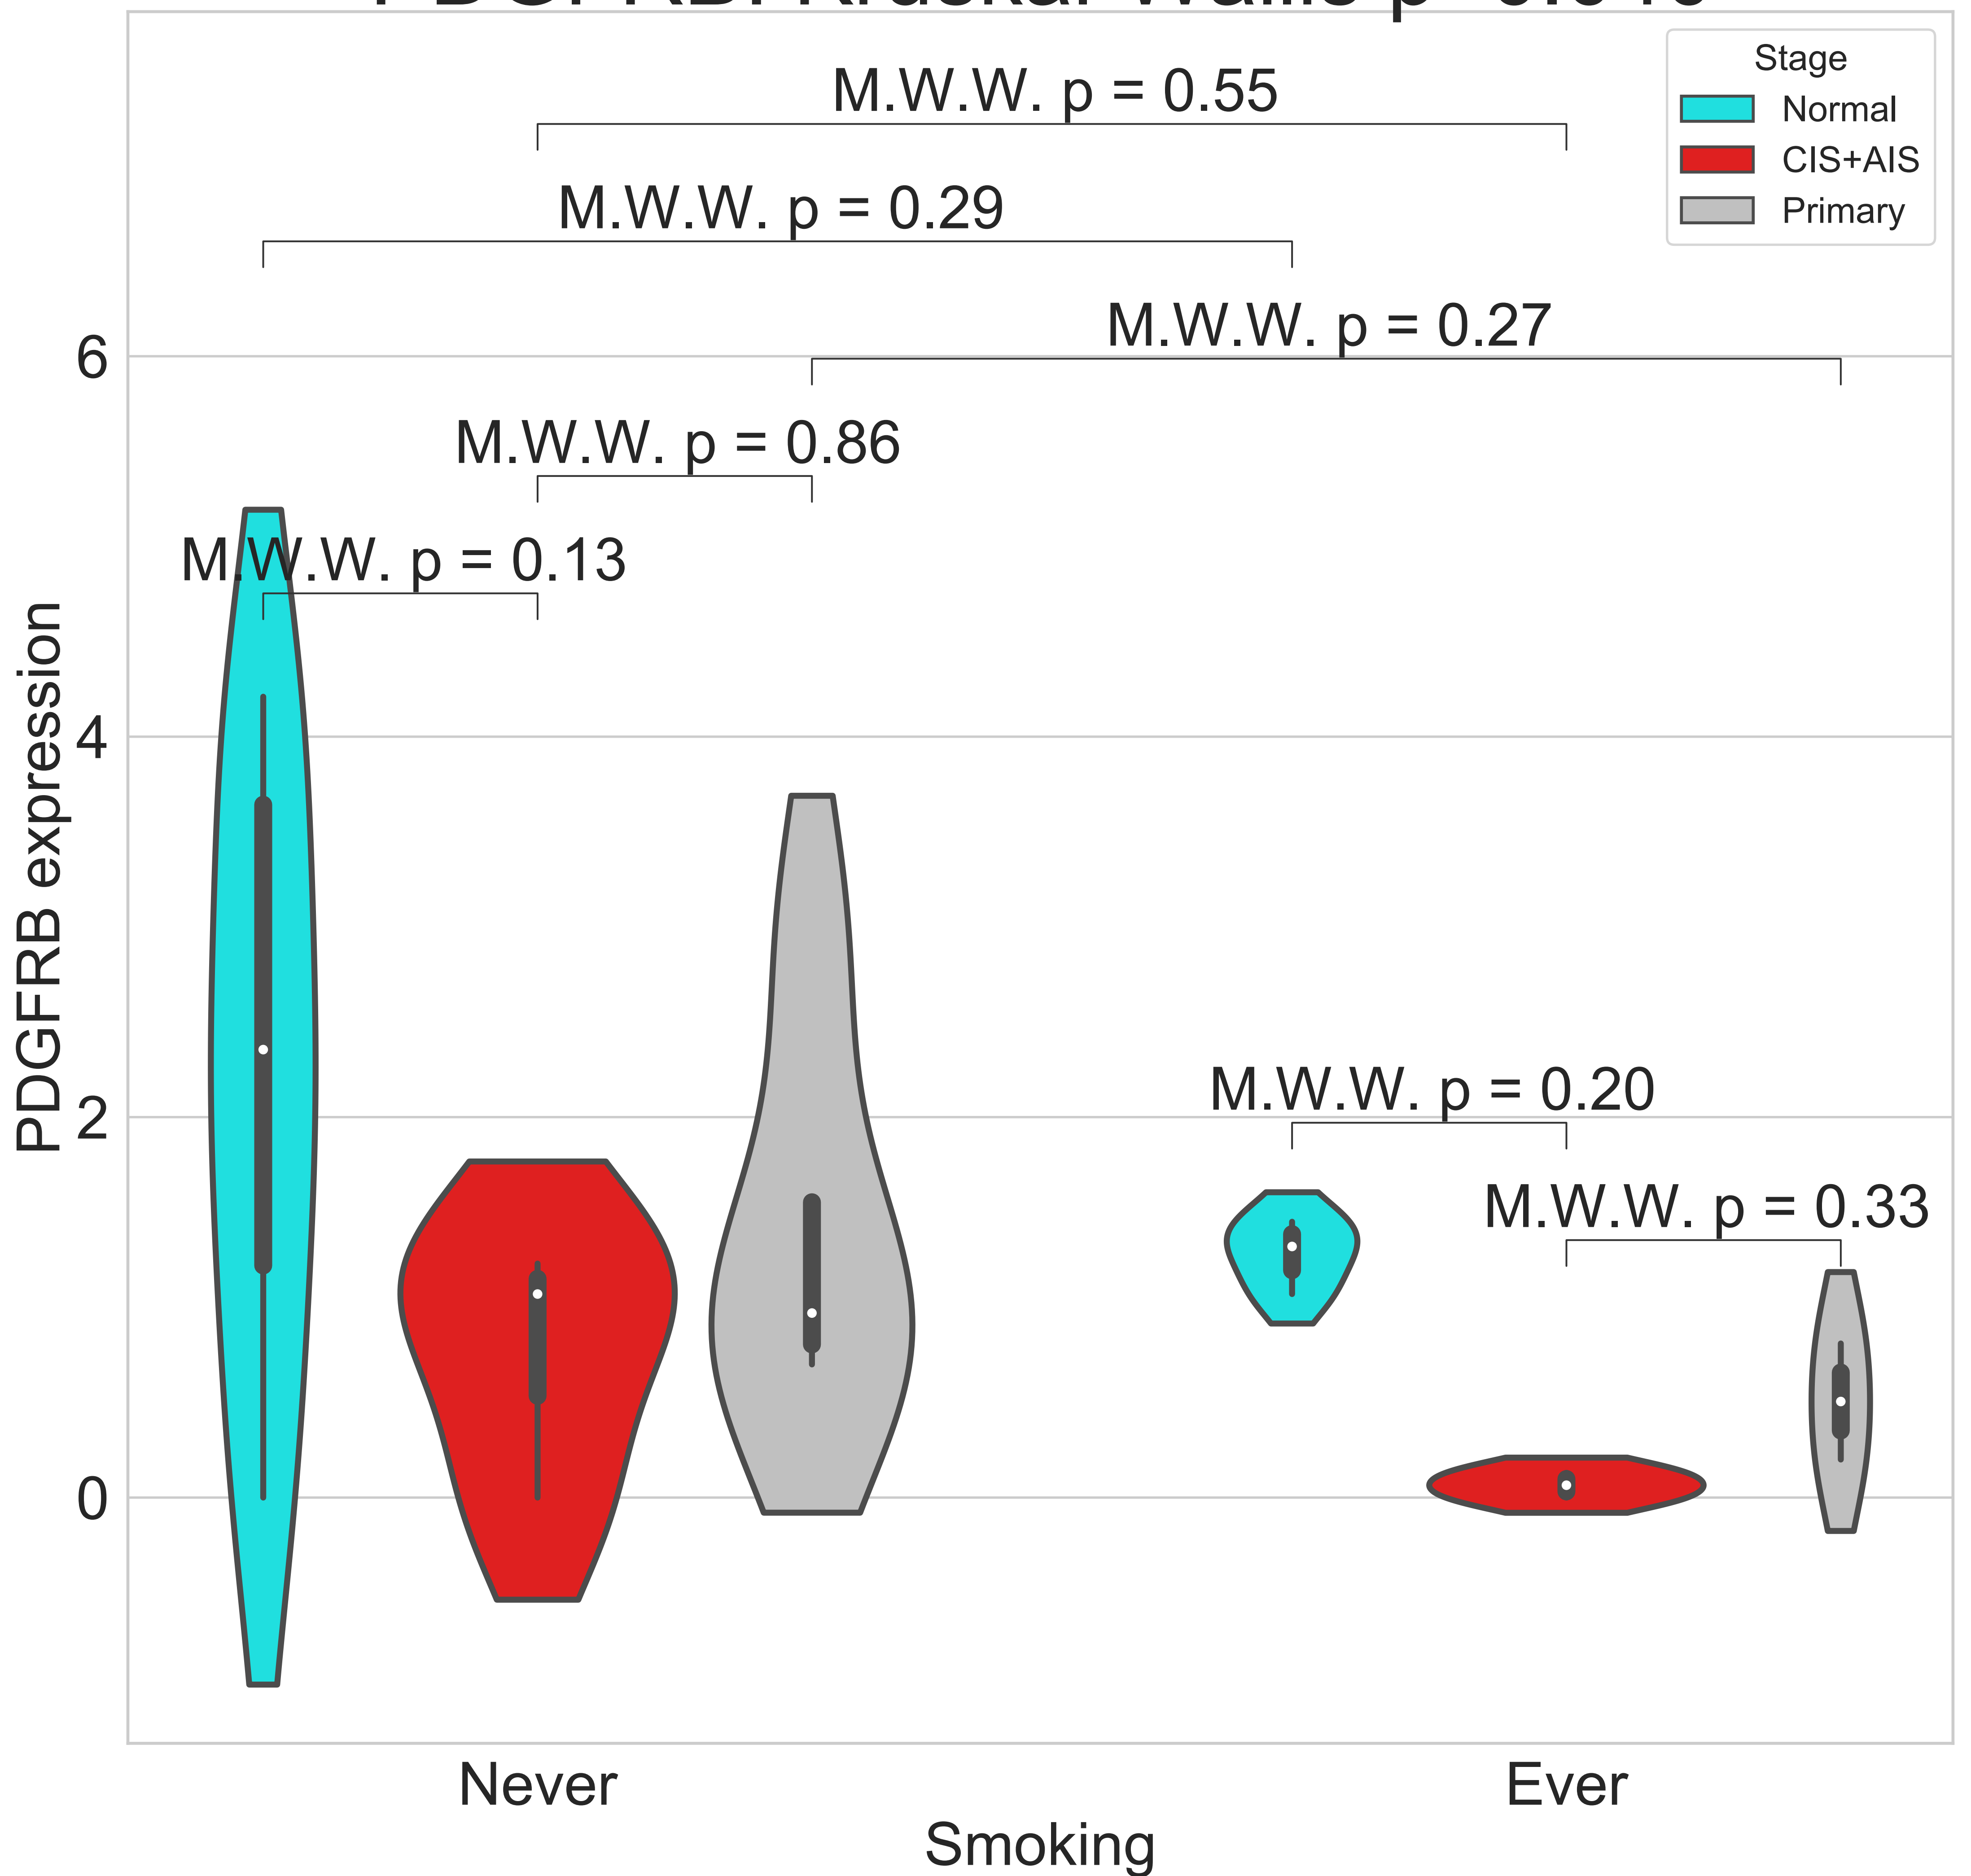 Stage
Normal
CIS+AIS
Primary
M.W.W. p = 0.55
M.W.W. p = 0.29
M.W.W. p = 0.27
M.W.W. p = 0.86
M.W.W. p = 0.13
M.W.W. p = 0.20
M.W.W. p = 0.33
PDGFRB expression
6
4
2
0
Never
Ever
Smoking